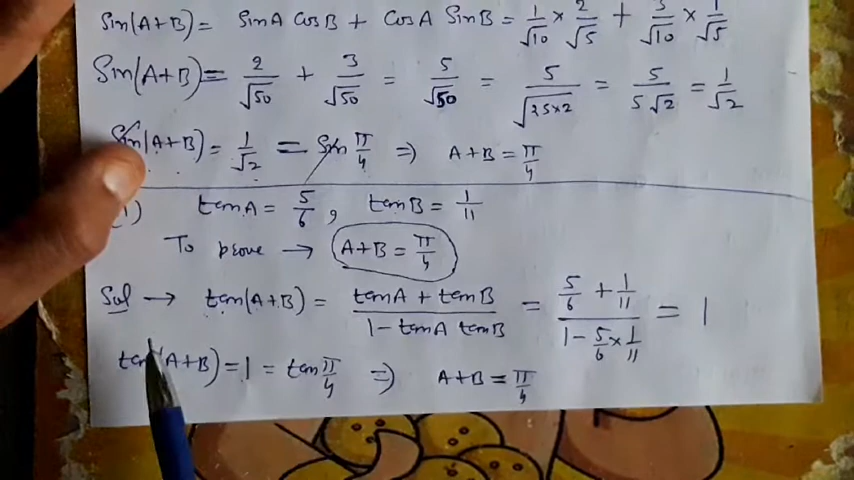 Sin(A+B) = SinA CosB + CosA SinB = 1/√10 × 2/√5 + 3/√10 × 1/√5
Sin(A+B) = 2/√50 + 3/√50 = 5/√50 = 5/√(25×2) = 5/5√2 = 1/√2
Sin(A+B) = 1/√2 = Sin π/4 ⇒ A+B = π/4
tanA = 5/6, tanB = 1/11
To prove → A+B = π/4
Sol → tan(A+B) = (tanA + tanB)/(1 - tanA tanB) = (5/6 + 1/11)/(1 - 5/6 × 1/11) = 1
tan(A+B) = 1 = tan π/4 ⇒ A+B = π/4